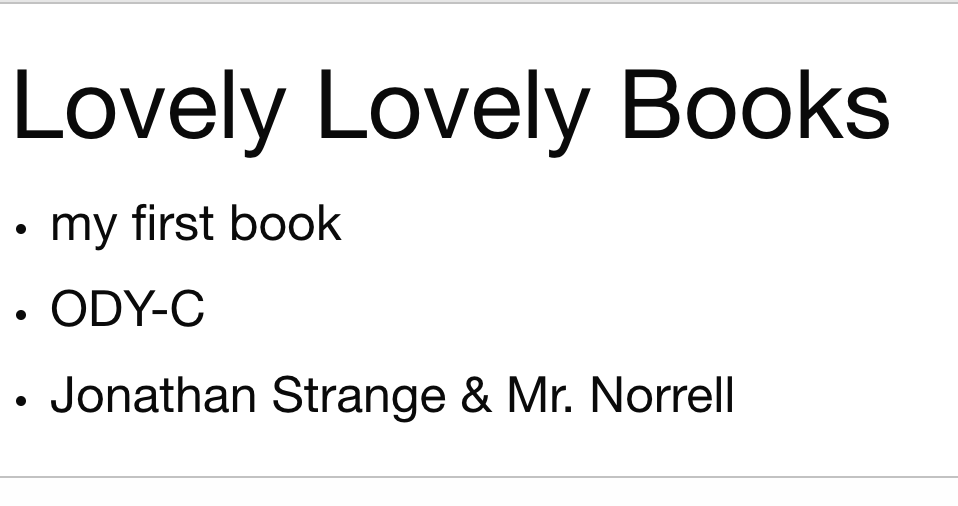 Lovely Lovely Books
• my first book
• ODY-C
• Jonathan Strange & Mr. Norrell